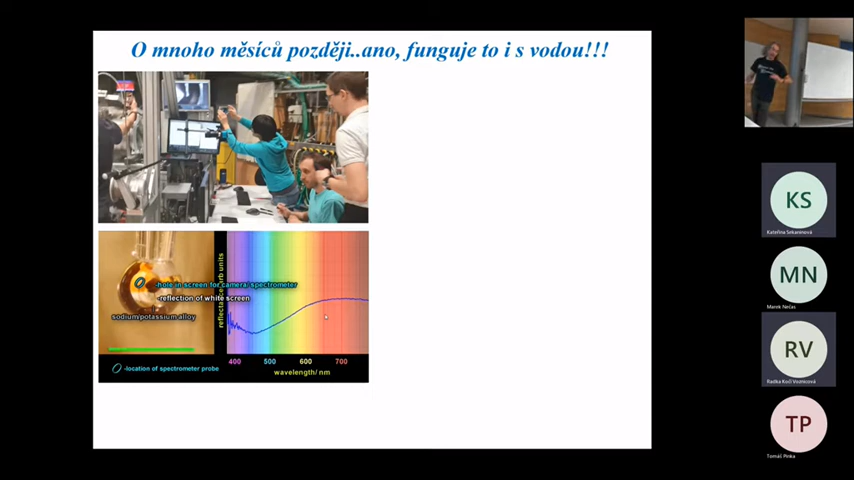 O mnoho měsíců později..ano, funguje to i s vodou!!!
-hole in screen for camera/spectrometer
-reflection of white screen
sodium/potassium alloy
-location of spectrometer probe
reflectance arb units
400 500 600 700
wavelength/ nm
KS
Kateřina Sekaninová
MN
Marek Nečas
RV
Radka Kočí Voznicová
TP
Tomáš Pinka